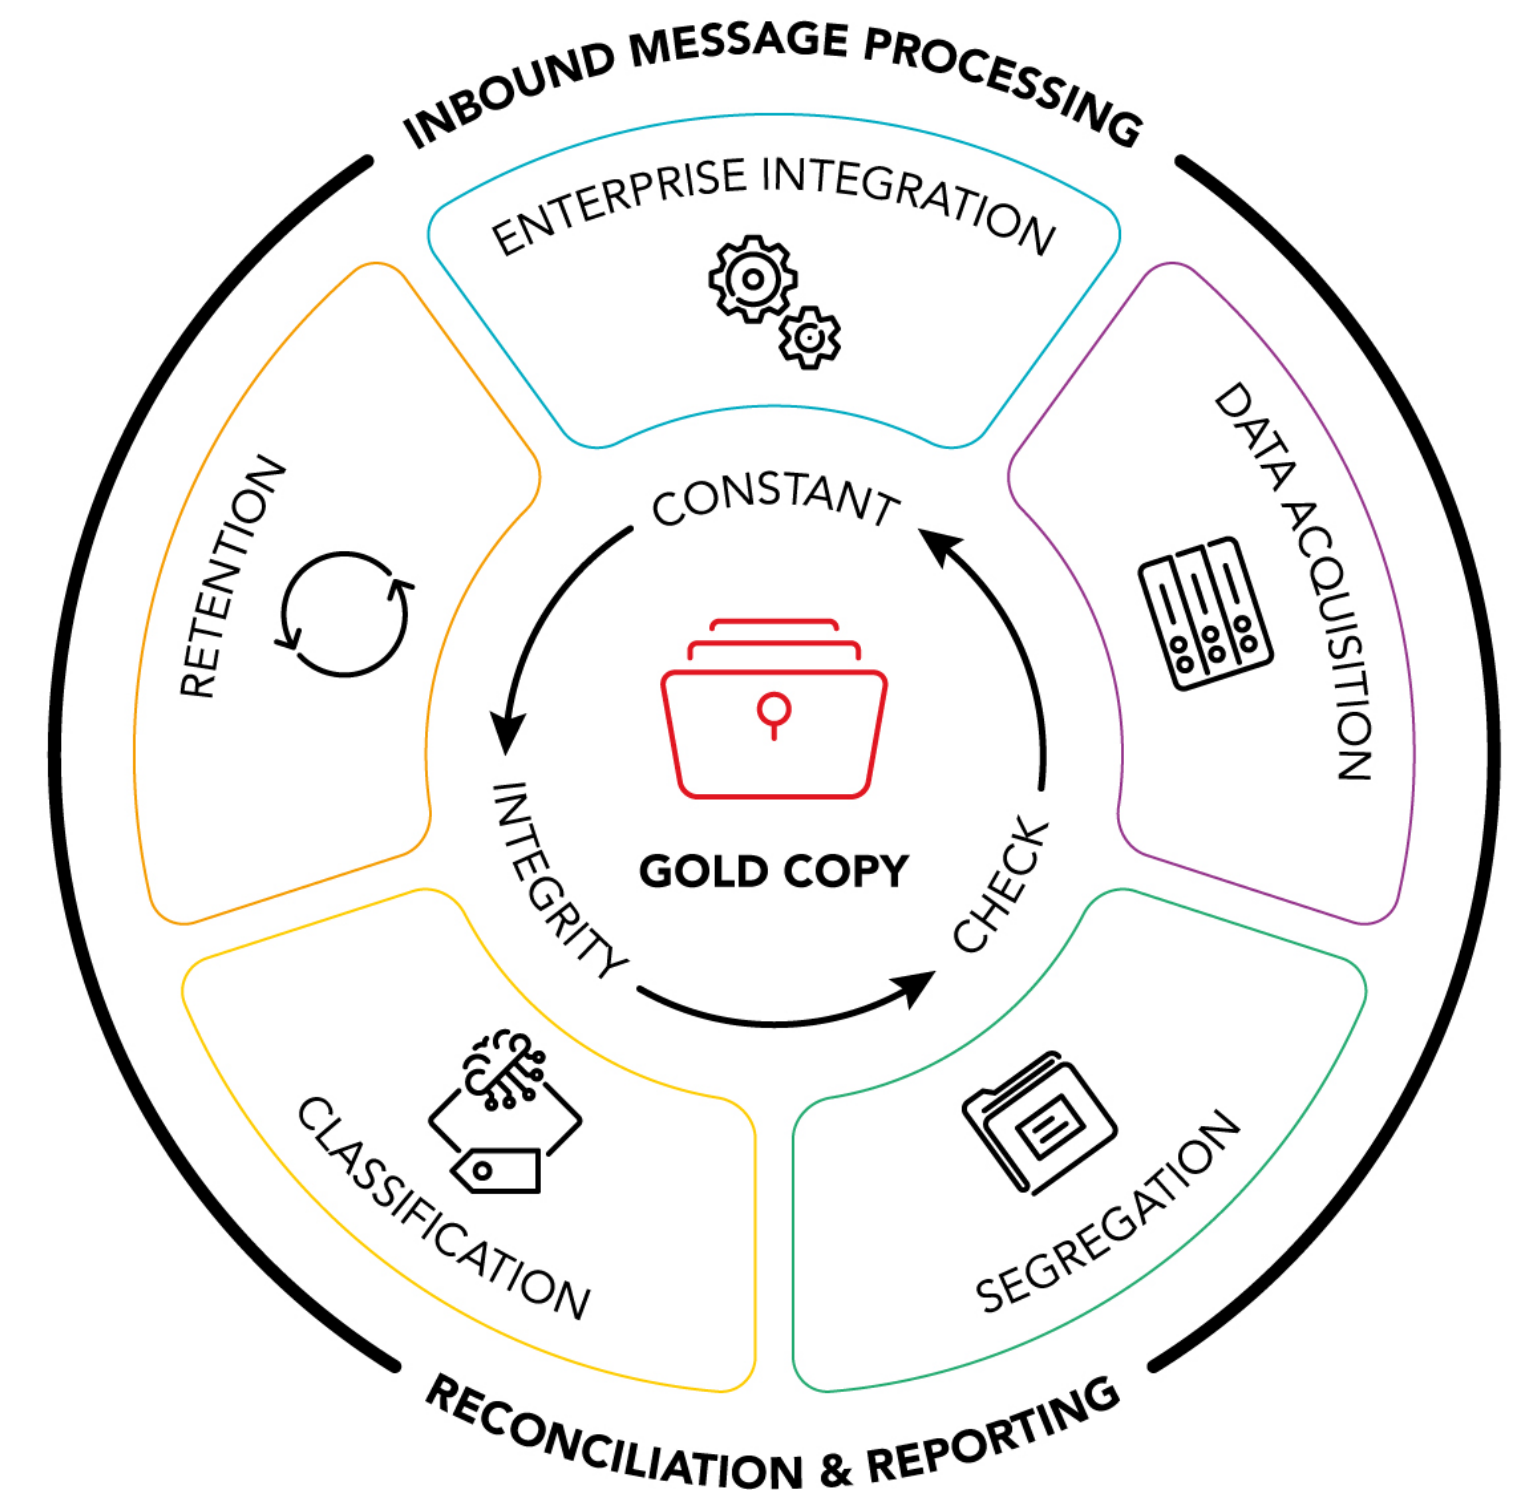 INBOUND MESSAGE PROCESSING
ENTERPRISE INTEGRATION
DATA ACQUISITION
SEGREGATION
CLASSIFICATION
RETENTION
CONSTANT
INTEGRITY
CHECK
GOLD COPY
RECONCILIATION & REPORTING